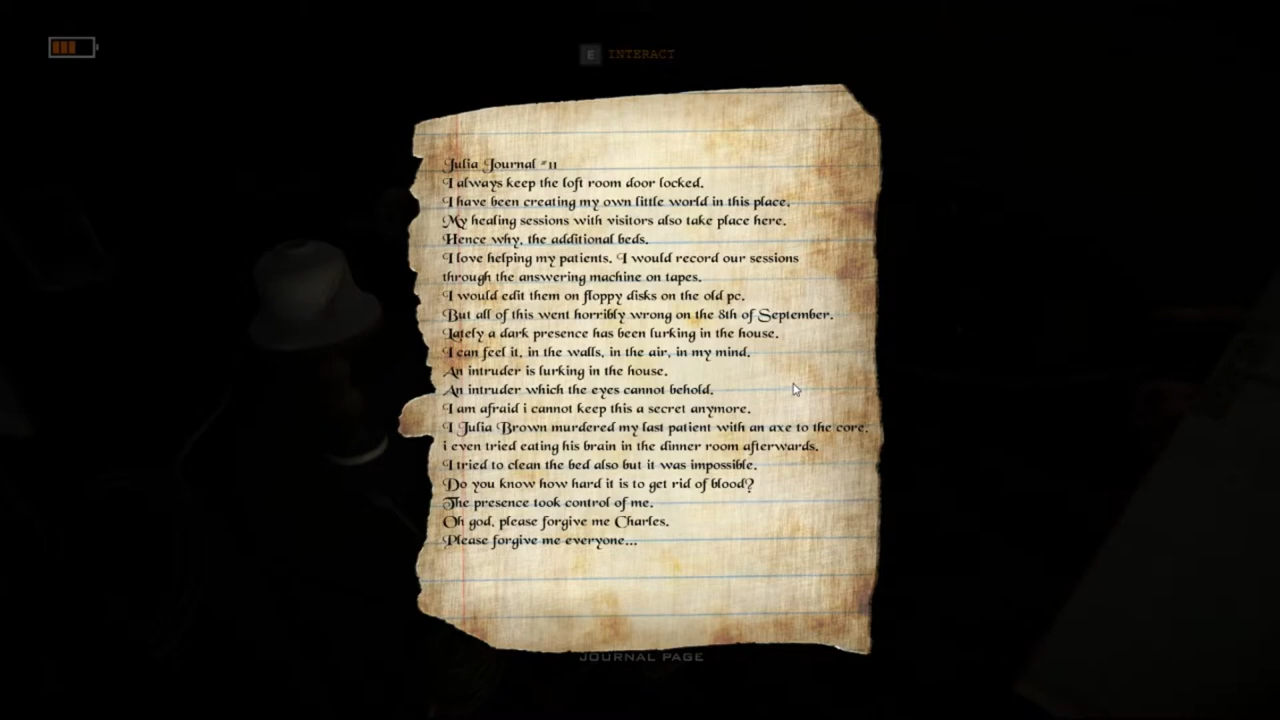 E INTERACT
Julia Journal #11
I always keep the loft room door locked.
I have been creating my own little world in this place.
My healing sessions with visitors also take place here.
Hence why, the additional beds.
I love helping my patients. I would record our sessions
through the answering machine on tapes.
I would edit them on floppy disks on the old pc.
But all of this went horribly wrong on the 8th of September.
Lately a dark presence has been lurking in the house.
I can feel it, in the walls, in the air, in my mind.
An intruder is lurking in the house.
An intruder which the eyes cannot behold.
I am afraid i cannot keep this a secret anymore.
I Julia Brown murdered my last patient with an axe to the core.
i even tried eating his brain in the dinner room afterwards.
I tried to clean the bed also but it was impossible.
Do you know how hard it is to get rid of blood?
The presence took control of me.
Oh god, please forgive me Charles.
Please forgive me everyone...
JOURNAL PAGE